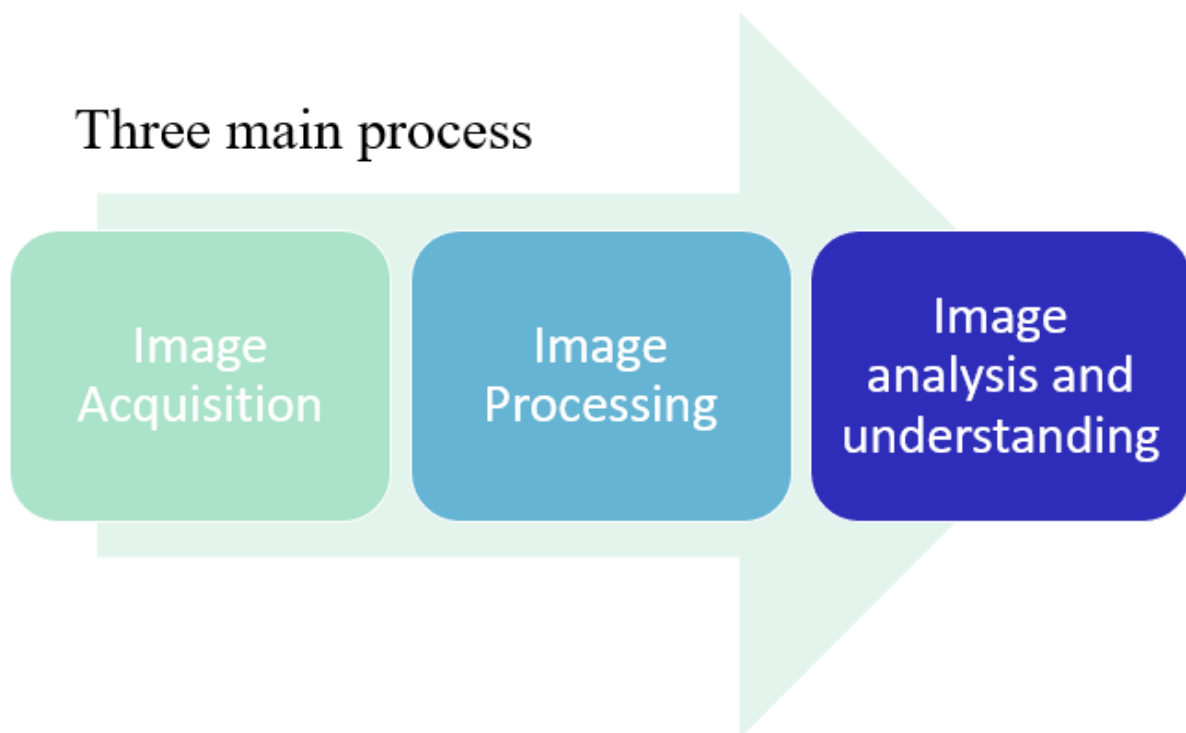 Three main process
Image
Acquisition
Image
Processing
Image
analysis and
understanding